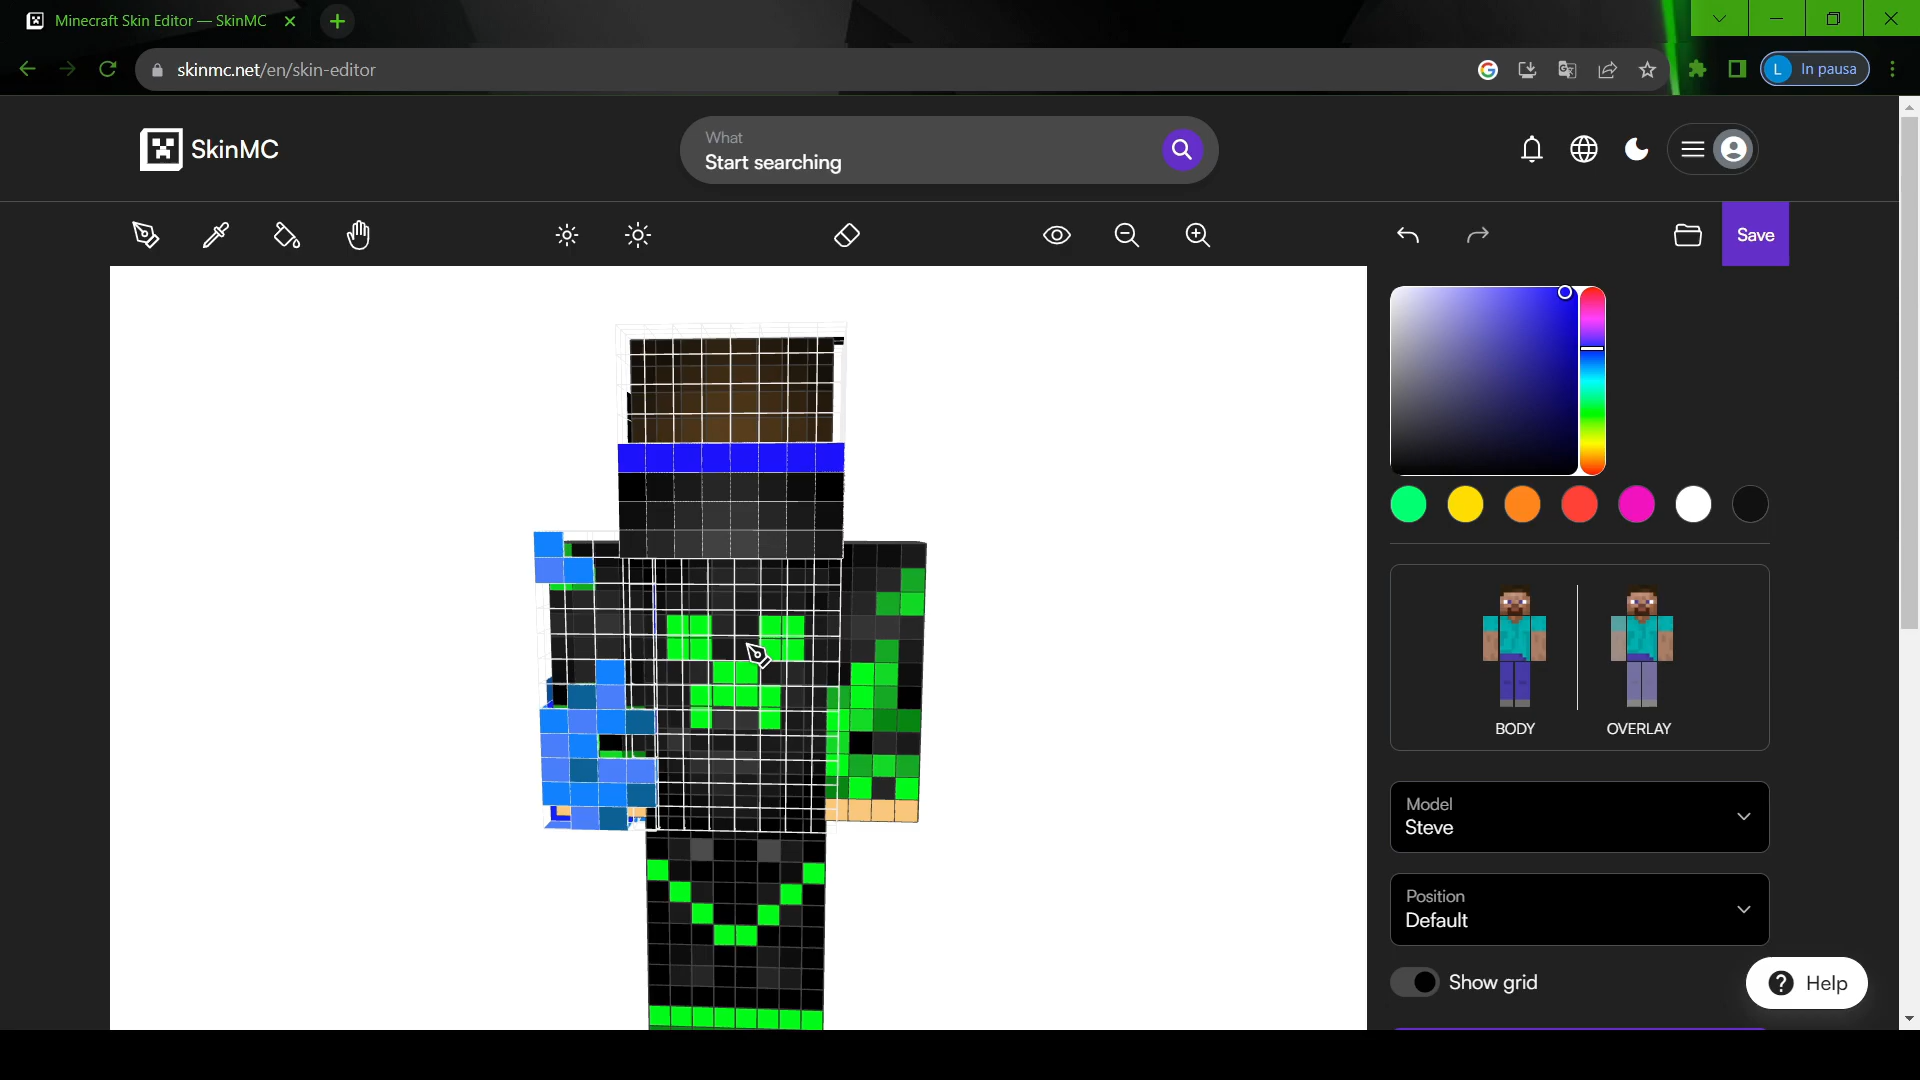 Minecraft Skin Editor — SkinMC
skinmc.net/en/skin-editor
L In pausa
SkinMC
What
Start searching
Save
BODY
OVERLAY
Model
Steve
Position
Default
Show grid
? Help